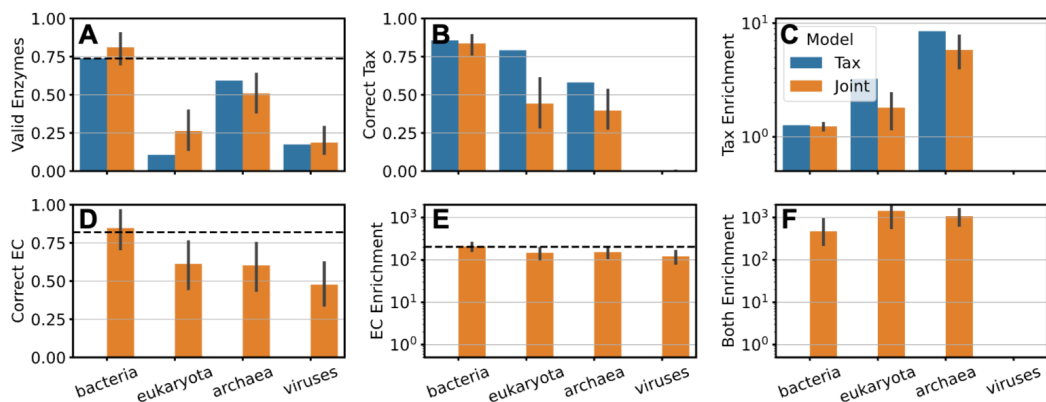 A
Valid Enzymes
1.00
0.75
0.50
0.25
0.00
B
Correct Tax
1.00
0.75
0.50
0.25
0.00
C
Tax Enrichment
10¹
10⁰
Model
Tax
Joint
D
Correct EC
1.00
0.75
0.50
0.25
0.00
bacteria
eukaryota
archaea
viruses
E
EC Enrichment
10³
10²
10¹
10⁰
bacteria
eukaryota
archaea
viruses
F
Both Enrichment
10³
10²
10¹
10⁰
bacteria
eukaryota
archaea
viruses